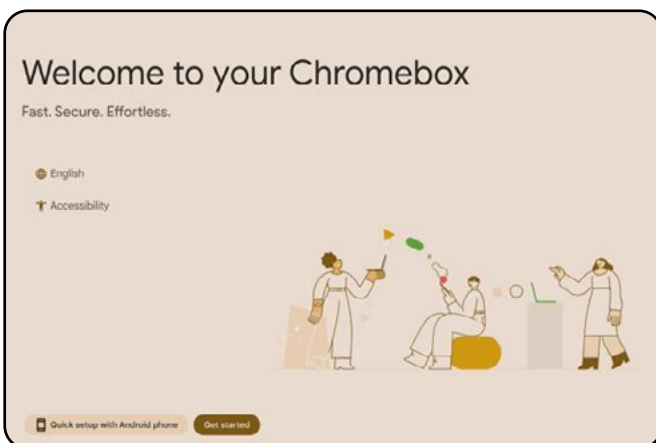 Welcome to your Chromebox
Fast. Secure. Effortless.
English
Accessibility
Quick setup with Android phone
Get started